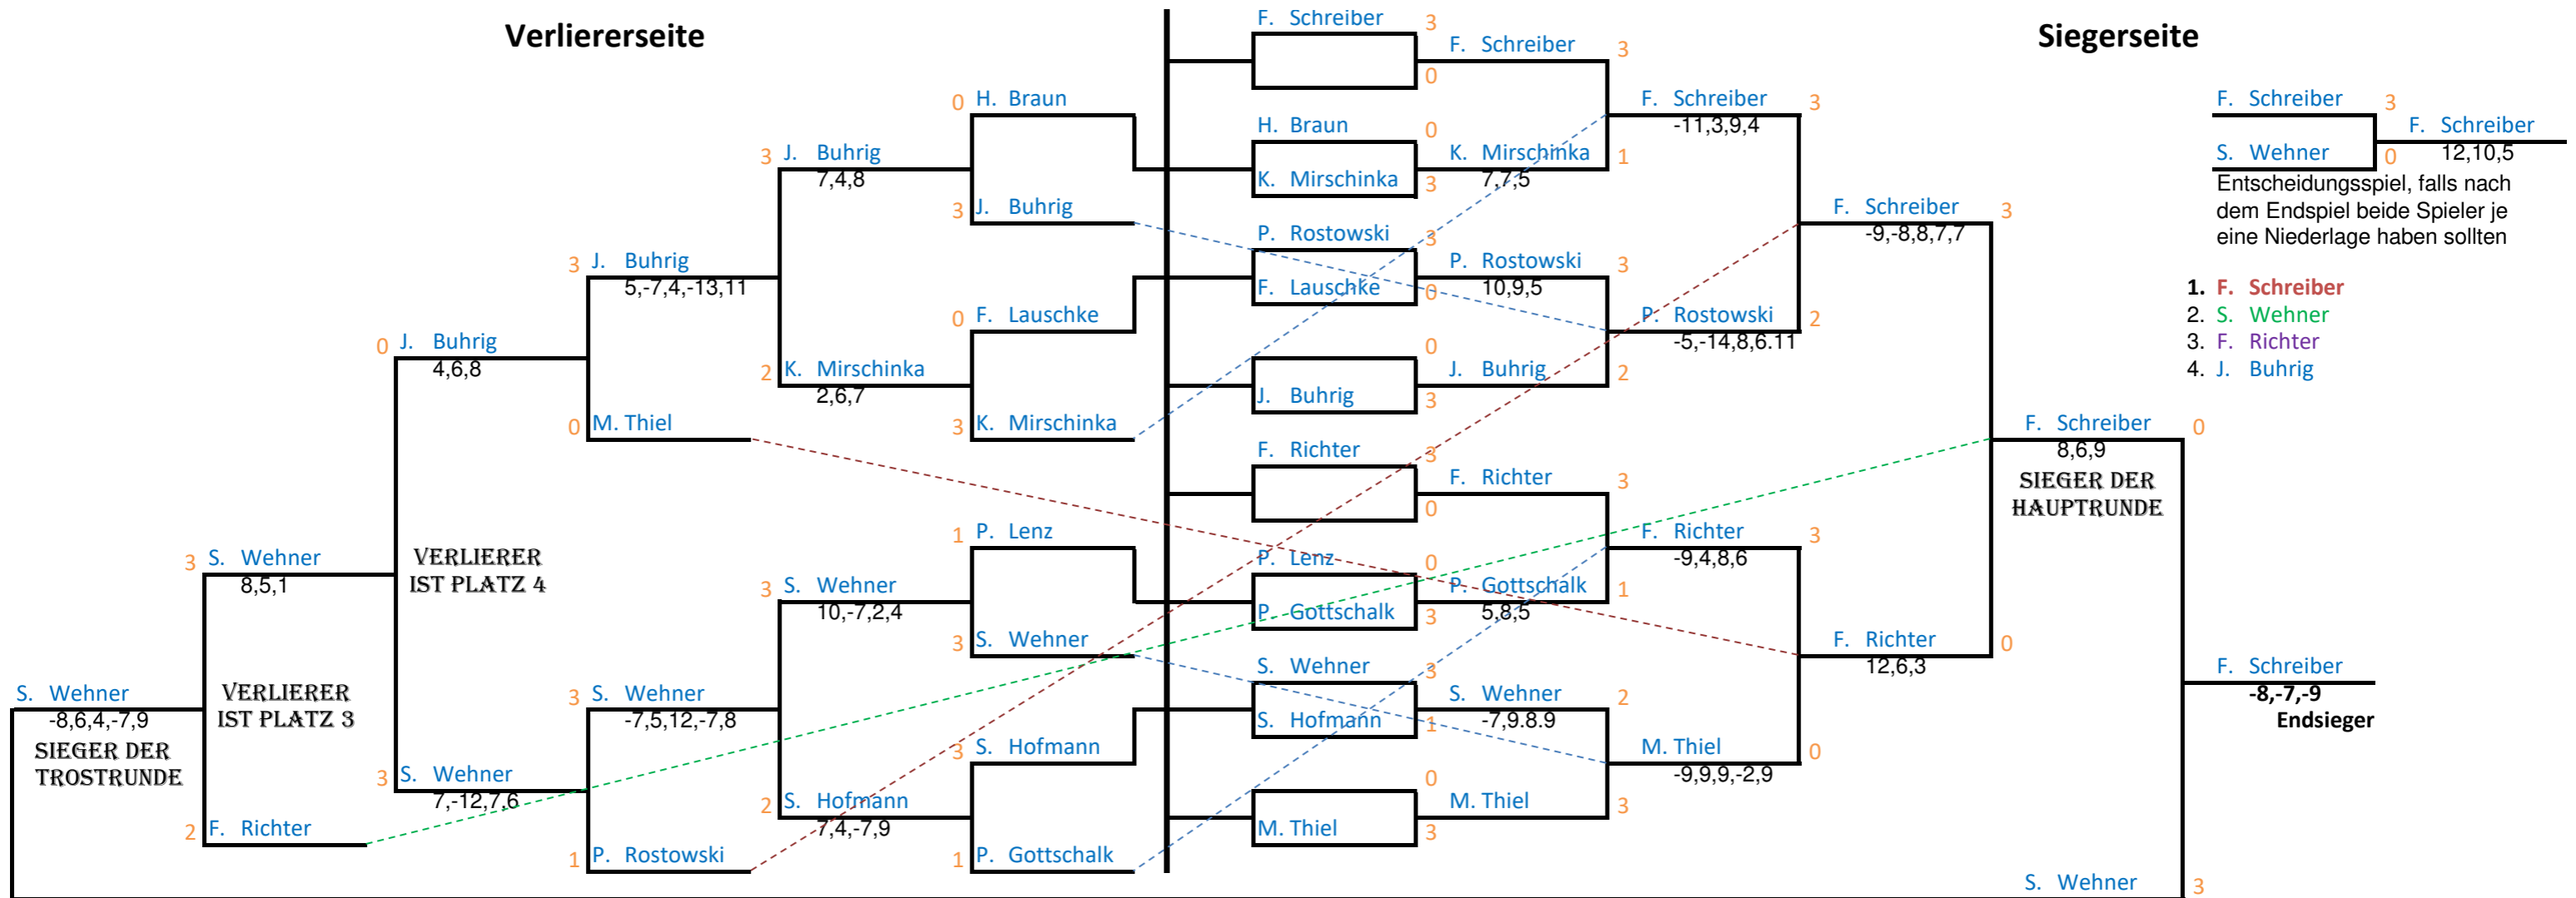 Verliererseite
Siegerseite
F. Schreiber 3
F. Schreiber 3
0
H. Braun 0
K. Mirschinka 3
K. Mirschinka 1
7,7,5
P. Rostowski 3
F. Lauschke 0
P. Rostowski 3
10,9,5
0
J. Buhrig 3
J. Buhrig 2
F. Richter 3
0
F. Richter 3
P. Lenz 0
P. Gottschalk 3
P. Gottschalk 1
5,8,5
S. Wehner 3
S. Hofmann 1
S. Wehner 2
-7,9.8.9
0
M. Thiel 3
M. Thiel 3
F. Schreiber 3
-11,3,9,4
P. Rostowski 2
-5,-14,8,6.11
F. Richter 3
-9,4,8,6
M. Thiel 0
-9,9,9,-2,9
F. Schreiber 3
-9,-8,8,7,7
F. Richter 0
12,6,3
F. Schreiber 0
8,6,9
SIEGER DER
HAUPTRUNDE
S. Wehner 3
F. Schreiber
-8,-7,-9
Endsieger
F. Schreiber 3
S. Wehner 0
F. Schreiber
12,10,5
Entscheidungsspiel, falls nach
dem Endspiel beide Spieler je
eine Niederlage haben sollten
1. F. Schreiber
2. S. Wehner
3. F. Richter
4. J. Buhrig
0 H. Braun
3 J. Buhrig
0 F. Lauschke
3 K. Mirschinka
1 P. Lenz
3 S. Wehner
3 S. Hofmann
1 P. Gottschalk
3 J. Buhrig
7,4,8
2 K. Mirschinka
2,6,7
3 S. Wehner
10,-7,2,4
2 S. Hofmann
7,4,-7,9
3 J. Buhrig
5,-7,4,-13,11
0 M. Thiel
3 S. Wehner
-7,5,12,-7,8
1 P. Rostowski
0 J. Buhrig
4,6,8
VERLIERER
IST PLATZ 4
3 S. Wehner
7,-12,7,6
3 S. Wehner
8,5,1
VERLIERER
IST PLATZ 3
2 F. Richter
S. Wehner
-8,6,4,-7,9
SIEGER DER
TROSTRUNDE